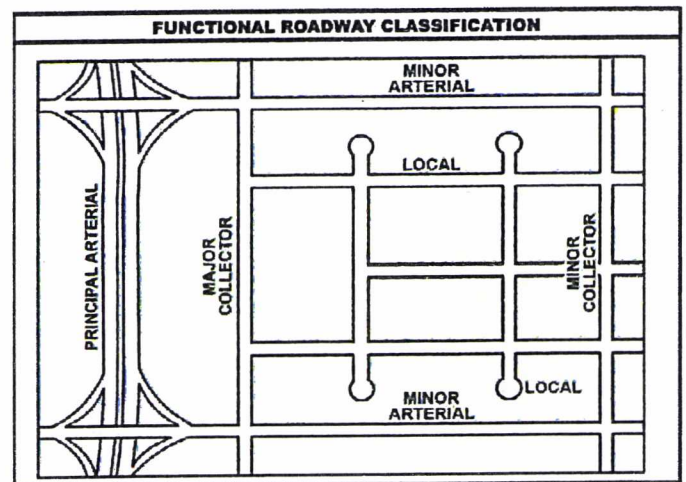 FUNCTIONAL ROADWAY CLASSIFICATION
MINOR
ARTERIAL
LOCAL
PRINCIPAL ARTERIAL
MAJOR
COLLECTOR
MINOR
COLLECTOR
MINOR
ARTERIAL
LOCAL